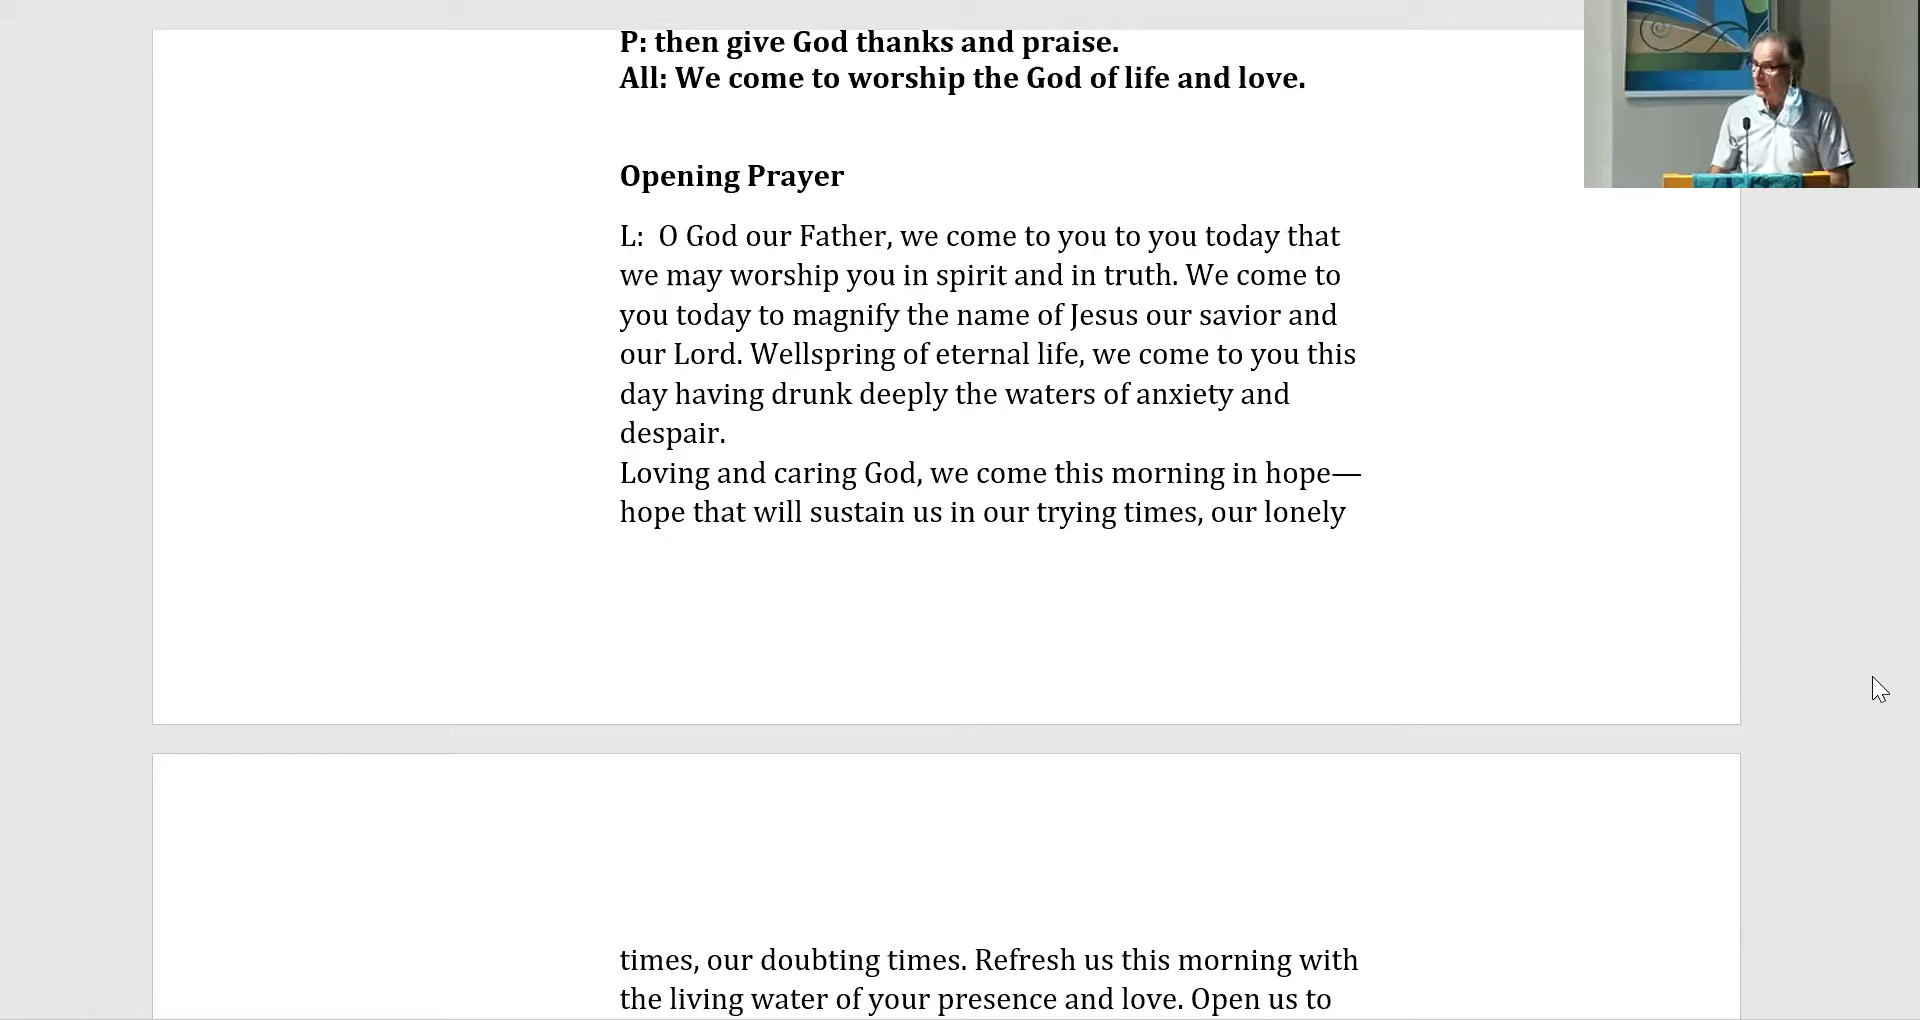 P: then give God thanks and praise.
All: We come to worship the God of life and love.
Opening Prayer
L:  O God our Father, we come to you to you today that
we may worship you in spirit and in truth. We come to
you today to magnify the name of Jesus our savior and
our Lord. Wellspring of eternal life, we come to you this
day having drunk deeply the waters of anxiety and
despair.
Loving and caring God, we come this morning in hope—
hope that will sustain us in our trying times, our lonely
times, our doubting times. Refresh us this morning with
the living water of your presence and love. Open us to